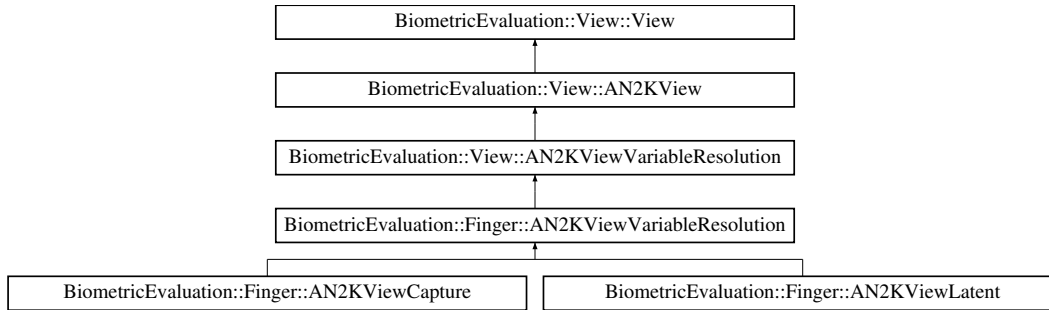 BiometricEvaluation::View::View
BiometricEvaluation::View::AN2KView
BiometricEvaluation::View::AN2KViewVariableResolution
BiometricEvaluation::Finger::AN2KViewVariableResolution
BiometricEvaluation::Finger::AN2KViewCapture
BiometricEvaluation::Finger::AN2KViewLatent